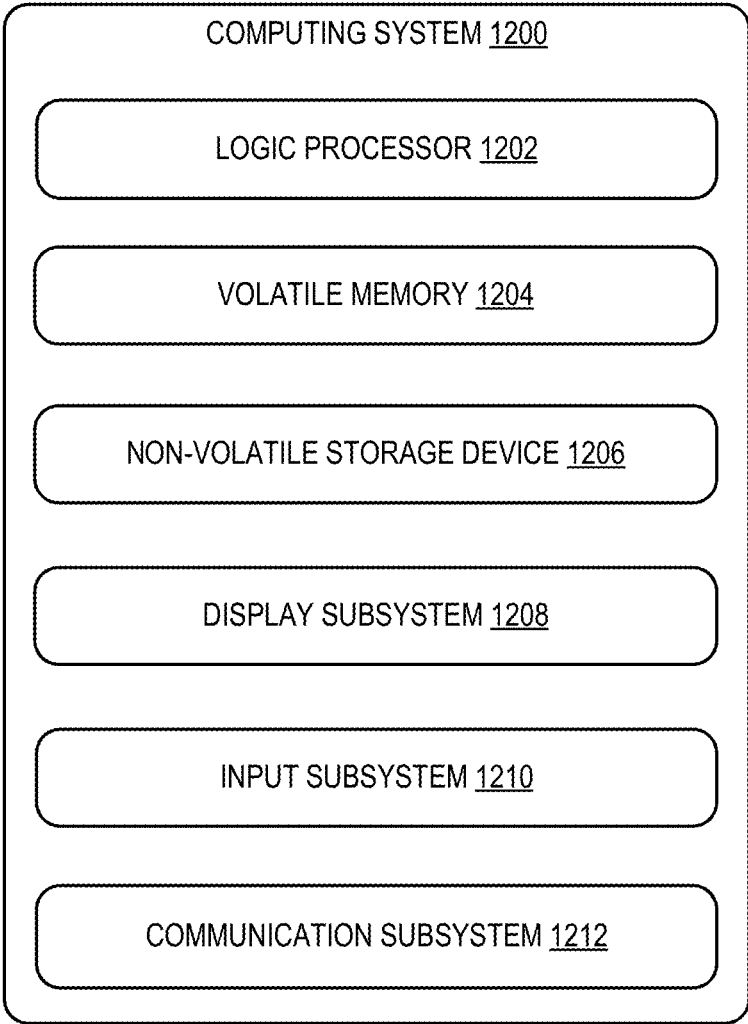 COMPUTING SYSTEM 1200
LOGIC PROCESSOR 1202
VOLATILE MEMORY 1204
NON-VOLATILE STORAGE DEVICE 1206
DISPLAY SUBSYSTEM 1208
INPUT SUBSYSTEM 1210
COMMUNICATION SUBSYSTEM 1212